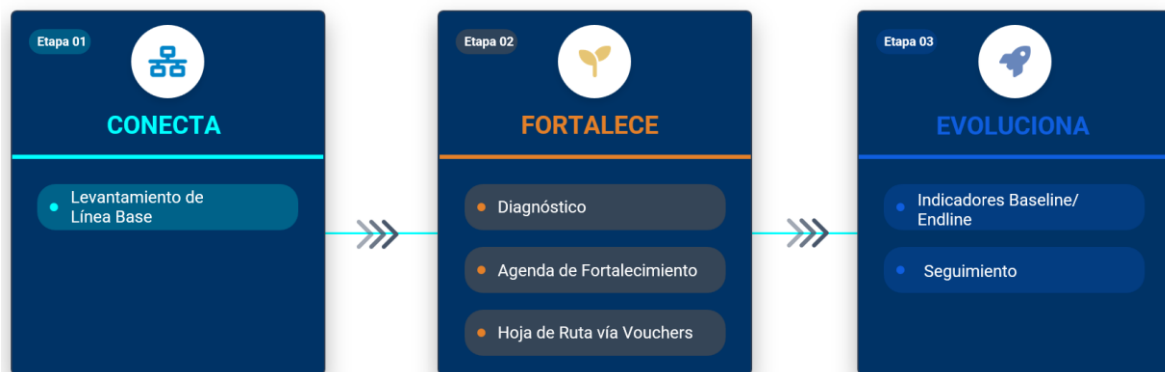 Etapa 01
CONECTA
Levantamiento de
Línea Base
Etapa 02
FORTALECE
Diagnóstico
Agenda de Fortalecimiento
Hoja de Ruta vía Vouchers
Etapa 03
EVOLUCIONA
Indicadores Baseline/
Endline
Seguimiento